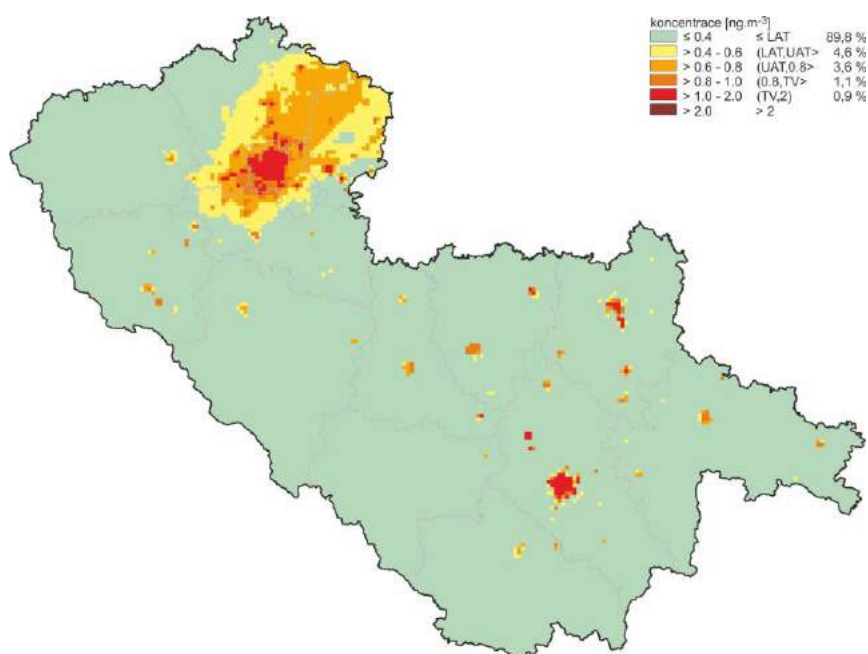 koncentrace [ng.m-3]
≤ 0.4 ≤ LAT 89,8 %
> 0.4 - 0.6 (LAT,UAT> 4,6 %
> 0.6 - 0.8 (UAT,0.8> 3,6 %
> 0.8 - 1.0 (0.8,TV> 1,1 %
> 1.0 - 2.0 (TV,2) 0,9 %
> 2.0 > 2